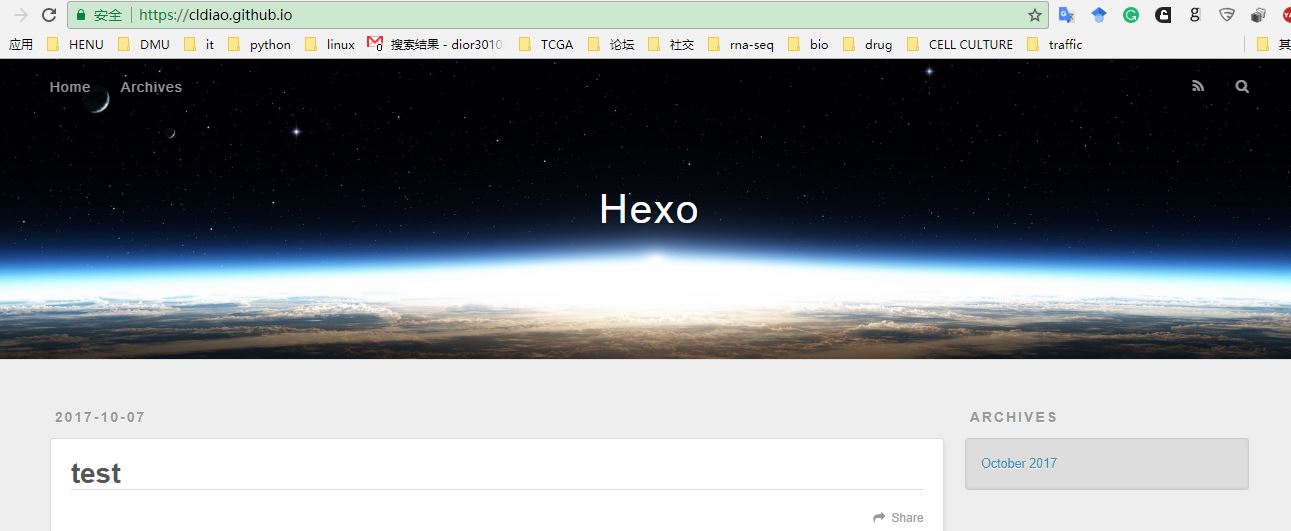 安全 https://cldiao.github.io
应用 HENU DMU it python linux 搜索结果 - dior3010 TCGA 论坛 社交 rna-seq bio drug CELL CULTURE traffic 其
Home Archives
Hexo
2017-10-07
ARCHIVES
test
October 2017
Share